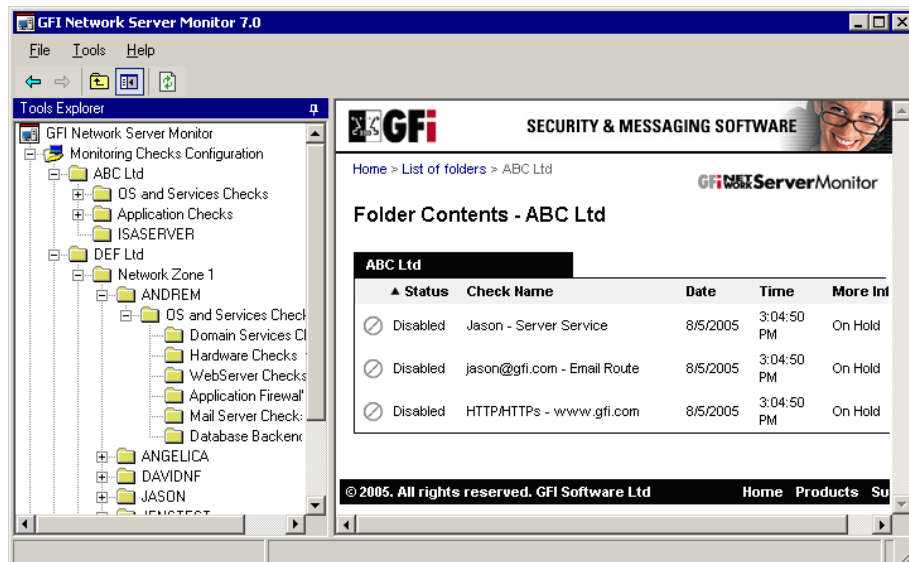 GFI Network Server Monitor 7.0
File Tools Help
Tools Explorer
GFI Network Server Monitor
Monitoring Checks Configuration
ABC Ltd
OS and Services Checks
Application Checks
ISASERVER
DEF Ltd
Network Zone 1
ANDREM
OS and Services Check
Domain Services Cl
Hardware Checks
WebServer Checks
Application Firewal
Mail Server Check
Database Backend
ANGELICA
DAVIDNF
JASON
GFi SECURITY & MESSAGING SOFTWARE
Home > List of folders > ABC Ltd
GFi NETWORK ServerMonitor
Folder Contents - ABC Ltd
ABC Ltd
Status Check Name Date Time More Inf
Disabled Jason - Server Service 8/5/2005 3:04:50 PM On Hold
Disabled jason@gfi.com - Email Route 8/5/2005 3:04:50 PM On Hold
Disabled HTTP/HTTPs - www.gfi.com 8/5/2005 3:04:50 PM On Hold
© 2005. All rights reserved. GFI Software Ltd Home Products Su